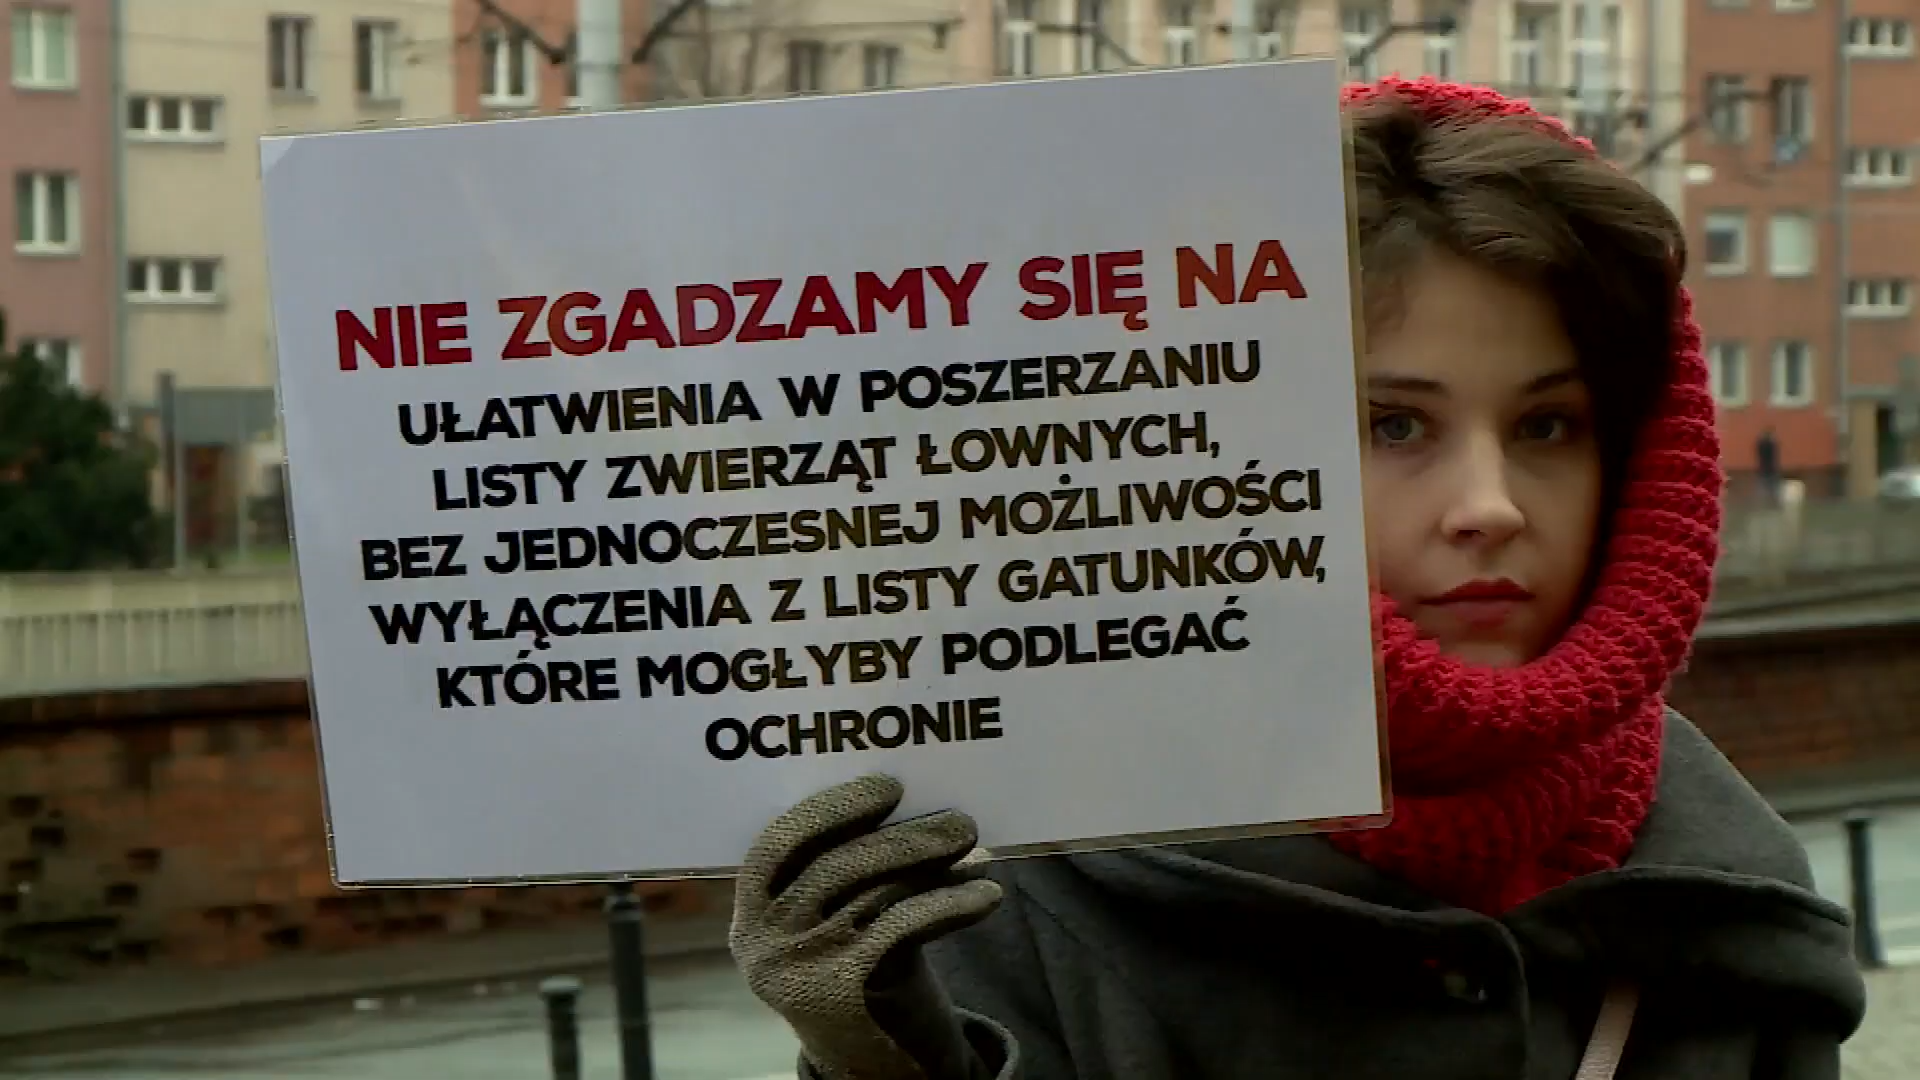 NIE ZGADZAMY SIĘ NA
UŁATWIENIA W POSZERZANIU
LISTY ZWIERZĄT ŁOWNYCH,
BEZ JEDNOCZESNEJ MOŻLIWOŚCI
WYŁĄCZENIA Z LISTY GATUNKÓW,
KTÓRE MOGŁYBY PODLEGAĆ
OCHRONIE